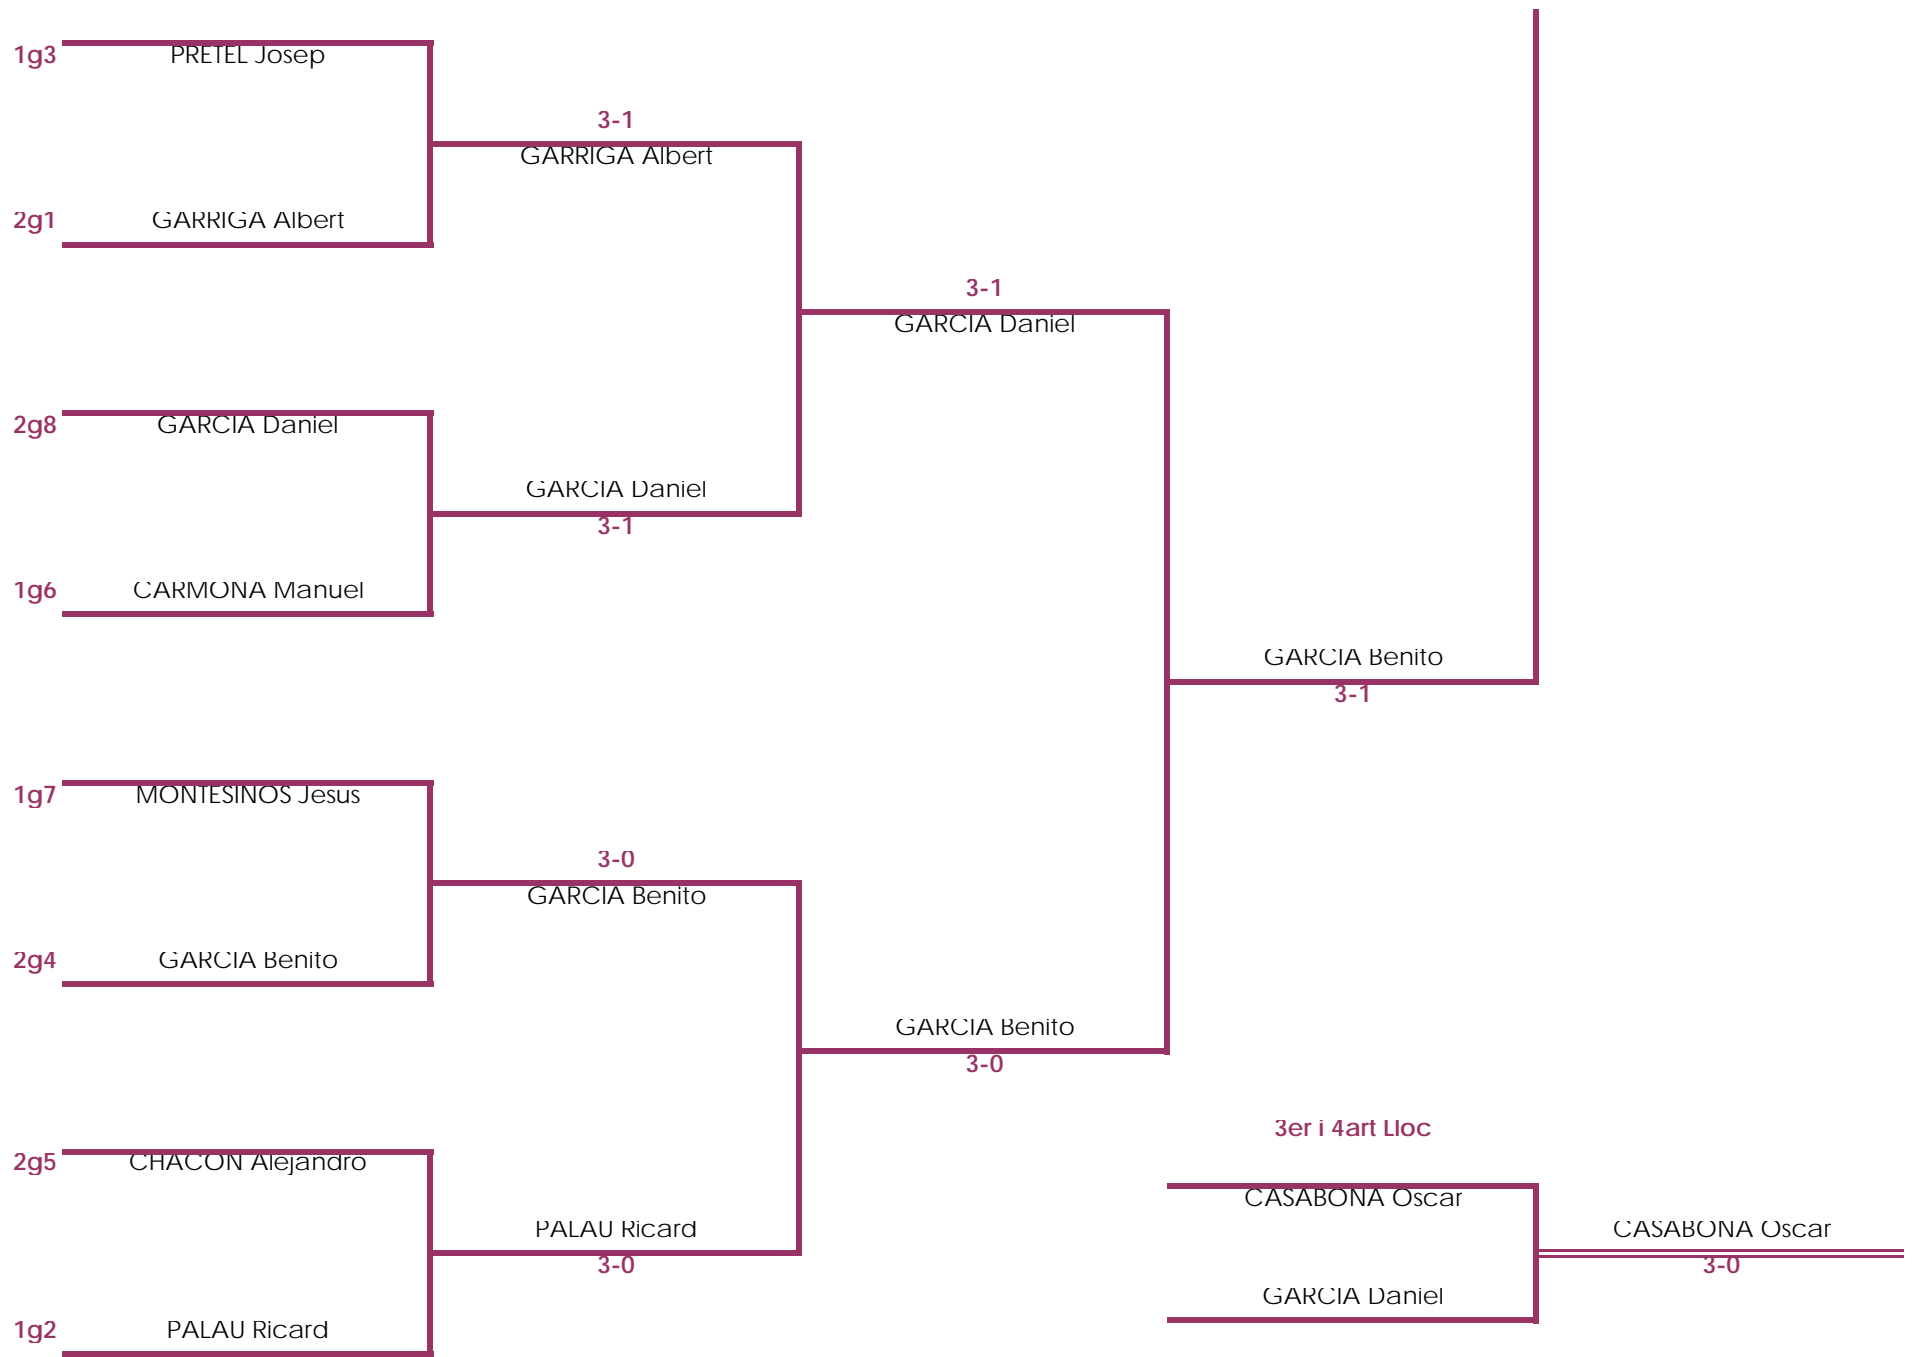 1g3 PRETEL Josep
3-1
GARRIGA Albert
2g1 GARRIGA Albert
3-1
GARCIA Daniel
2g8 GARCIA Daniel
GARCIA Daniel
3-1
1g6 CARMONA Manuel
GARCIA Benito
3-1
1g7 MONTESINOS Jesus
3-0
GARCIA Benito
2g4 GARCIA Benito
GARCIA Benito
3-0
3er i 4art Lloc
2g5 CHACON Alejandro
CASABONA Oscar
PALAU Ricard
CASABONA Oscar
3-0
3-0
GARCIA Daniel
1g2 PALAU Ricard